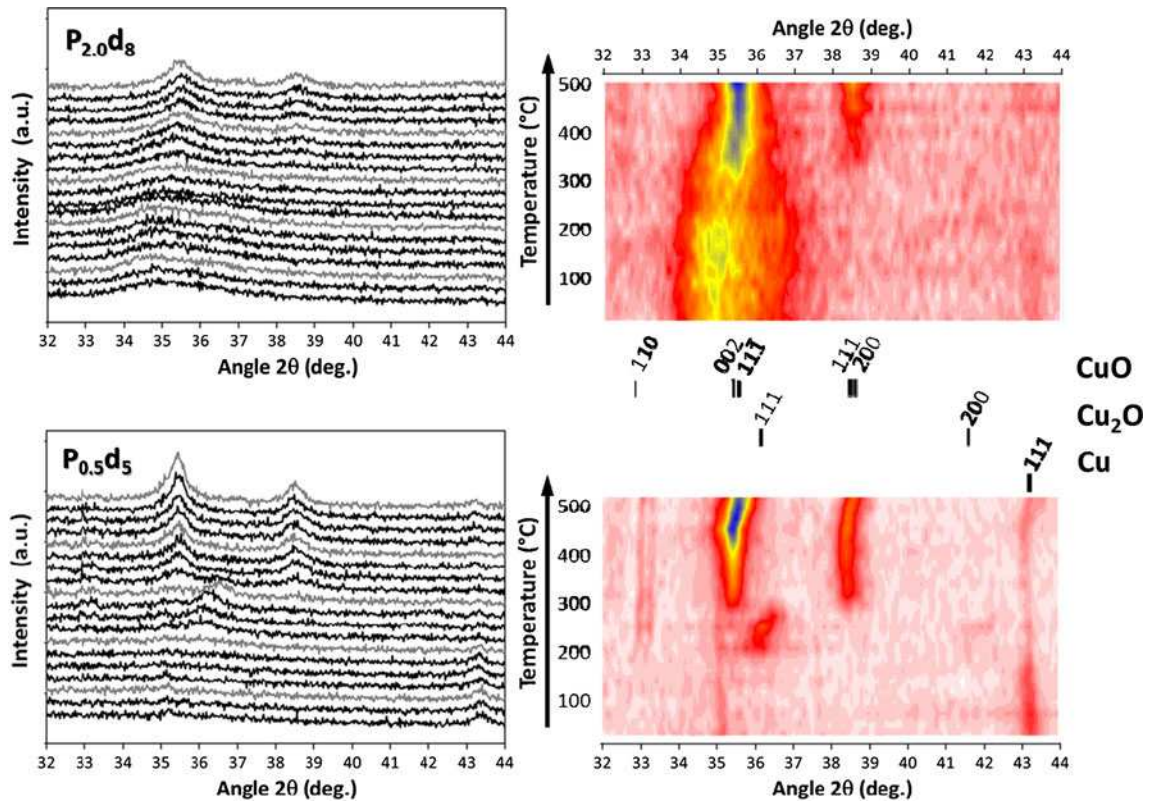 P2.0d8
Intensity (a.u.)
32 33 34 35 36 37 38 39 40 41 42 43 44
Angle 2θ (deg.)
Angle 2θ (deg.)
32 33 34 35 36 37 38 39 40 41 42 43 44
Temperature (°C)
500
400
300
200
100
110 002 111̄ 111 200 CuO
111 200 Cu2O
111 Cu
P0.5d5
Intensity (a.u.)
32 33 34 35 36 37 38 39 40 41 42 43 44
Angle 2θ (deg.)
Temperature (°C)
500
400
300
200
100
32 33 34 35 36 37 38 39 40 41 42 43 44
Angle 2θ (deg.)